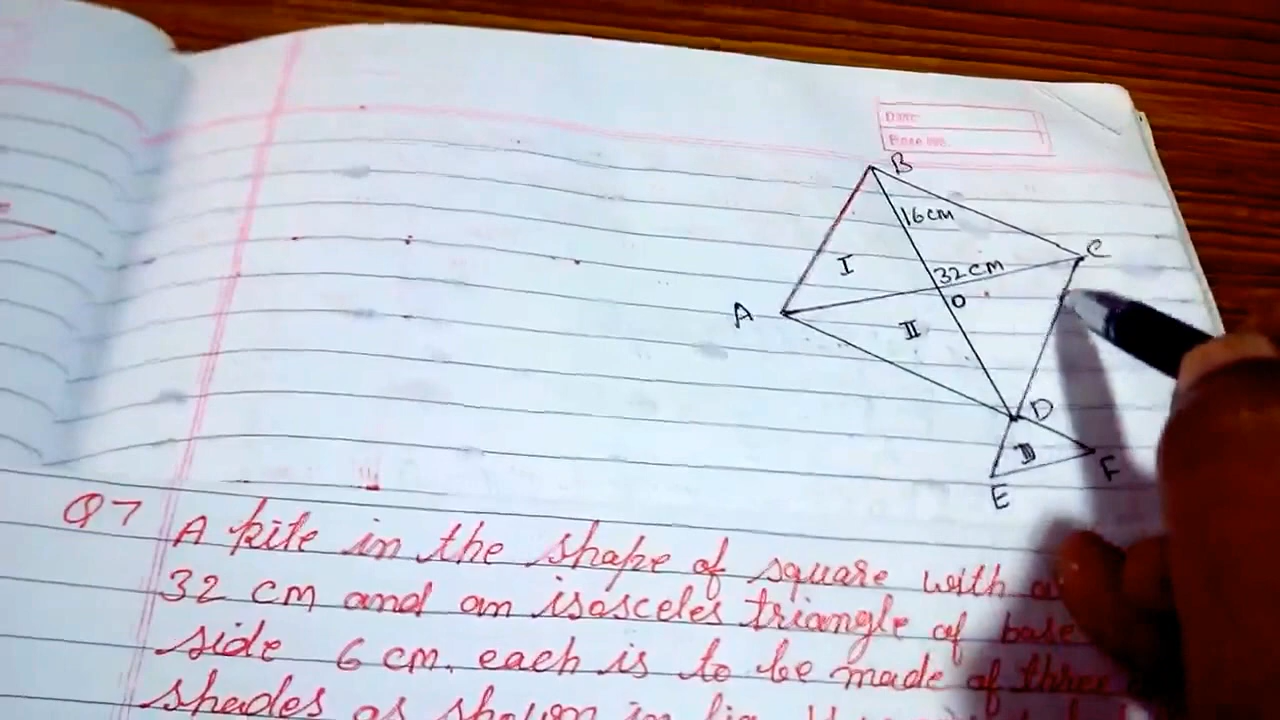 DATE
PAGE NO.
B
16cm
C
32 cm
I
O
A
II
D
III
F
E
Q7 A kite in the shape of square with a
32 cm and an isosceles triangle of base
side 6 cm. each is to be made of three
shades as shown in fig.